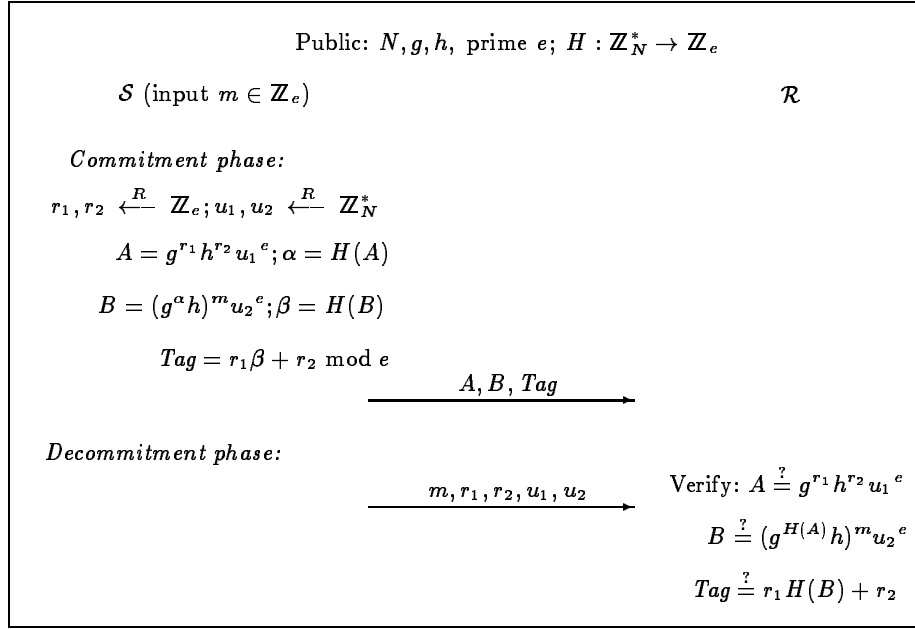 Public: N, g, h, prime e; H : ℤ*_N → ℤ_e
𝒮 (input m ∈ ℤ_e) ℛ
Commitment phase:
r₁, r₂ ←R− ℤ_e; u₁, u₂ ←R− ℤ*_N
A = g^{r₁} h^{r₂} u₁^e; α = H(A)
B = (g^α h)^m u₂^e; β = H(B)
Tag = r₁β + r₂ mod e
A, B, Tag
Decommitment phase:
m, r₁, r₂, u₁, u₂ Verify: A ≟ g^{r₁} h^{r₂} u₁^e
B ≟ (g^{H(A)} h)^m u₂^e
Tag ≟ r₁H(B) + r₂